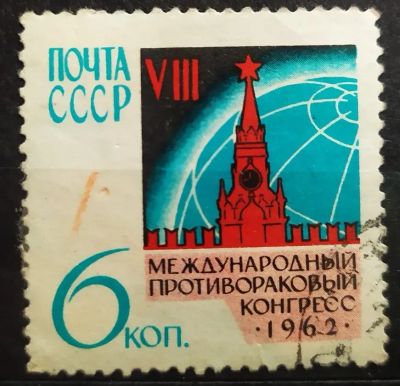 ПОЧТА
СССР
VIII
МЕЖДУНАРОДНЫЙ
ПРОТИВОРАКОВЫЙ
КОНГРЕСС
·1962·
6 КОП.